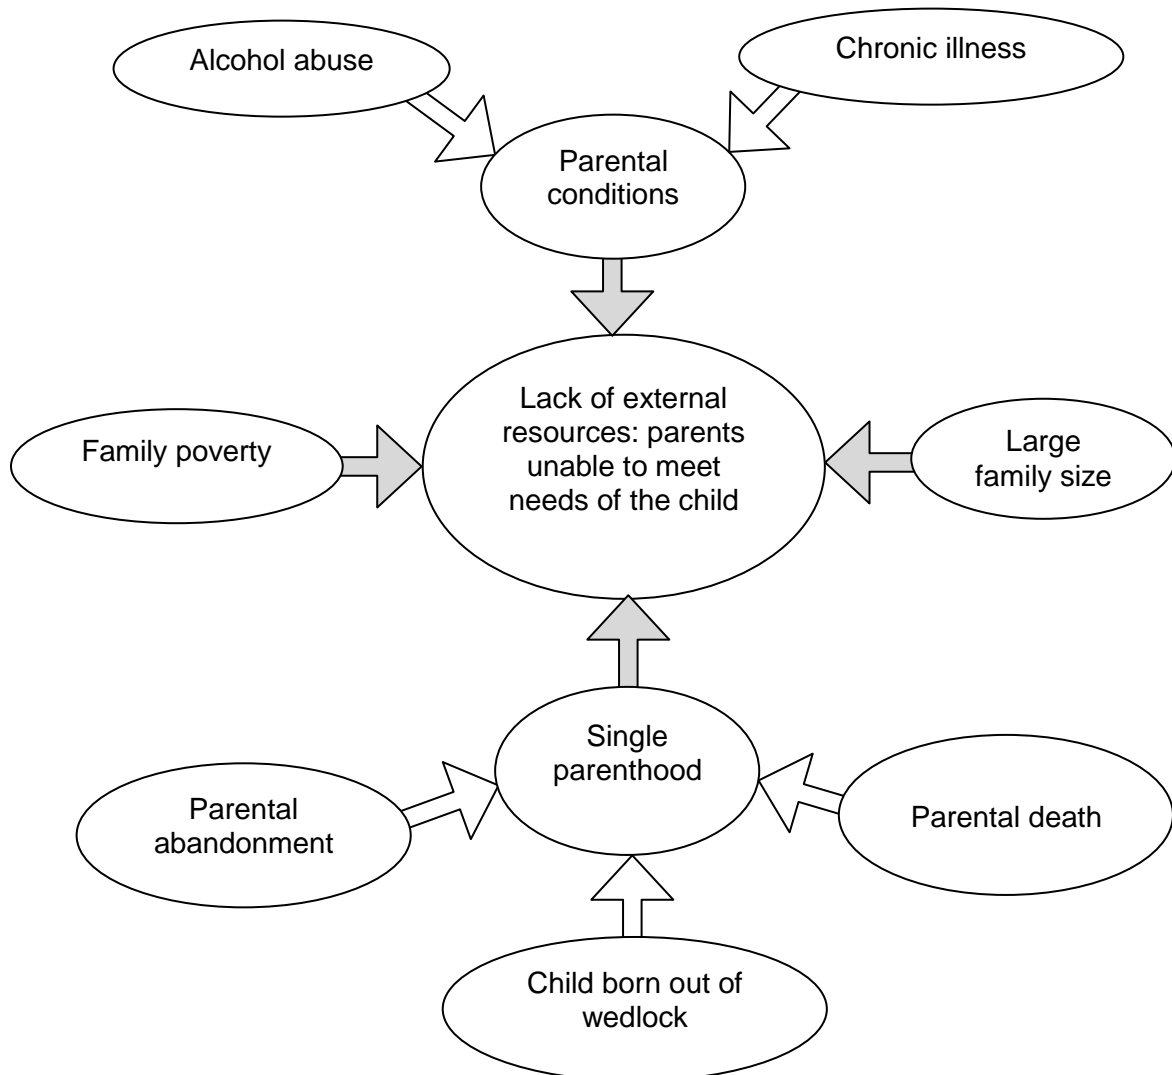 Alcohol abuse
Chronic illness
Parental
conditions
Lack of external
resources: parents
unable to meet
needs of the child
Family poverty
Large
family size
Single
parenthood
Parental
abandonment
Parental death
Child born out of
wedlock